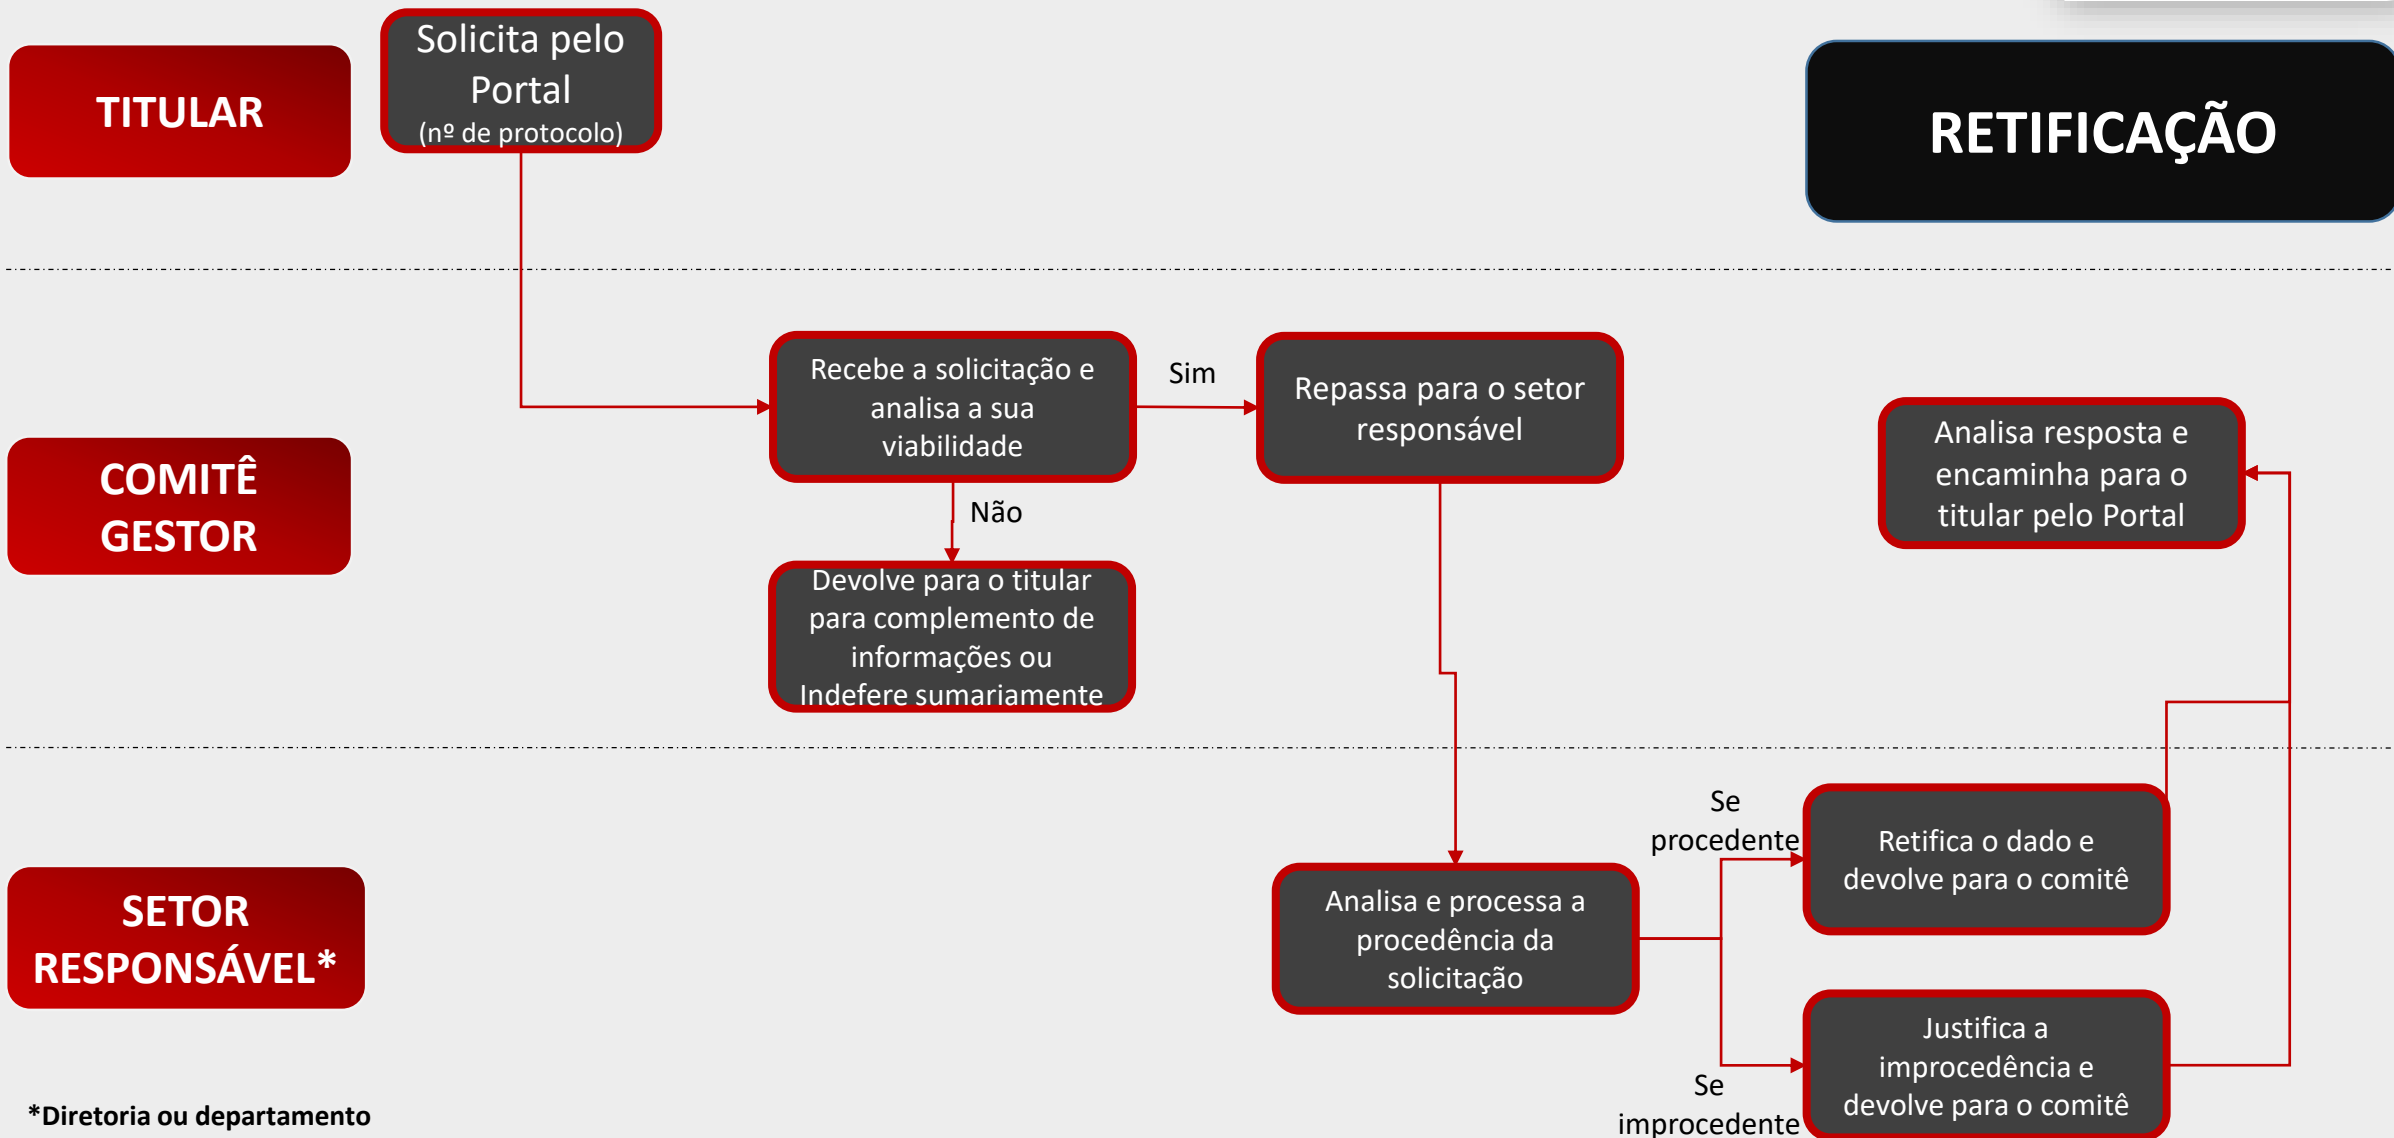 TITULAR
Solicita pelo
Portal
(nº de protocolo)
RETIFICAÇÃO
COMITÊ
GESTOR
Recebe a solicitação e
analisa a sua
viabilidade
Sim
Repassa para o setor
responsável
Analisa resposta e
encaminha para o
titular pelo Portal
Não
Devolve para o titular
para complemento de
informações ou
Indefere sumariamente
SETOR
RESPONSÁVEL*
Analisa e processa a
procedência da
solicitação
Se
procedente
Retifica o dado e
devolve para o comitê
Se
improcedente
Justifica a
improcedência e
devolve para o comitê
*Diretoria ou departamento